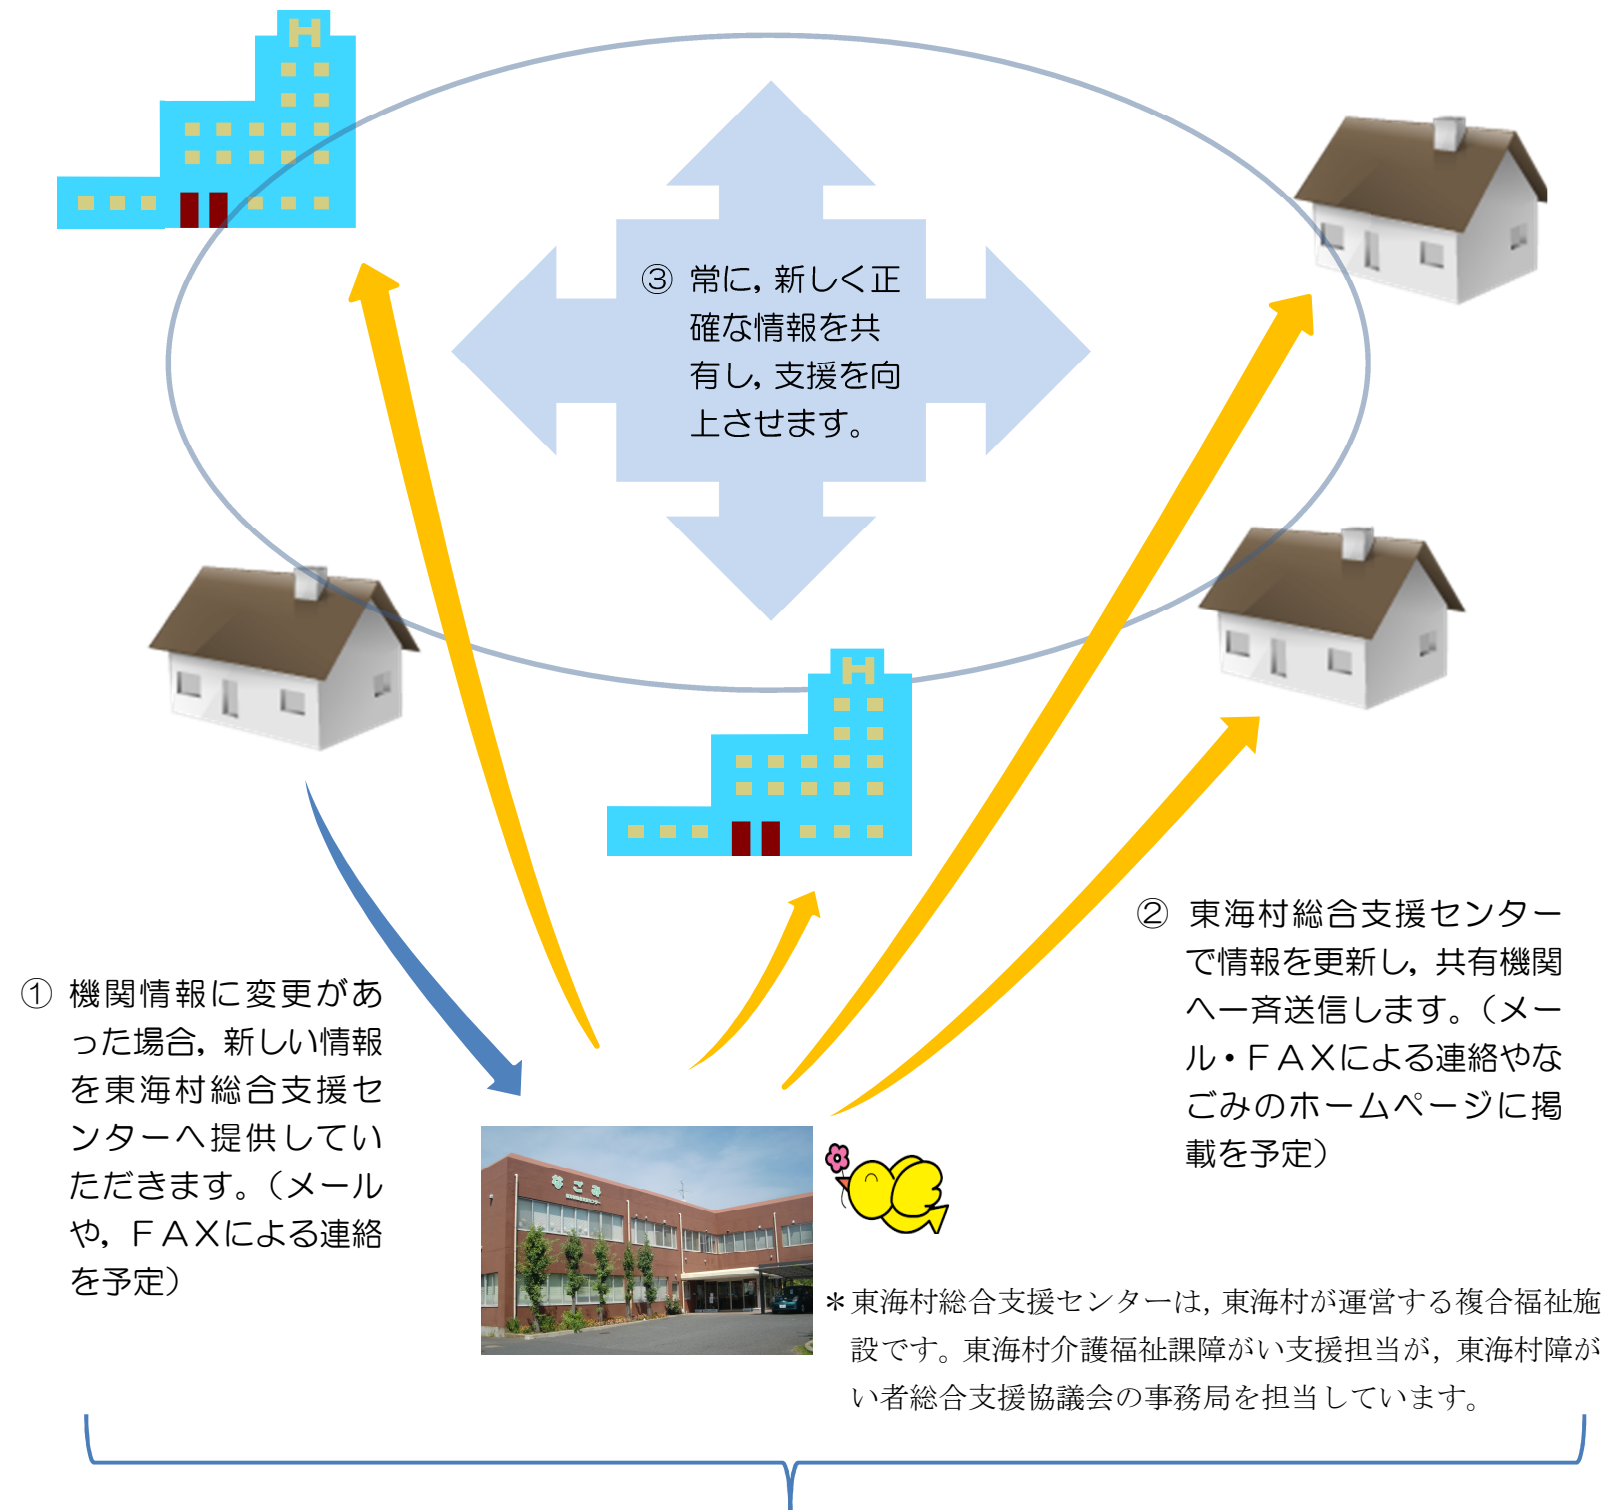 H
③ 常に，新しく正
確な情報を共
有し，支援を向
上させます。
H
① 機関情報に変更があ
った場合，新しい情報
を東海村総合支援セ
ンターへ提供してい
ただきます。（メール
や，ＦＡＸによる連絡
を予定）
② 東海村総合支援センター
で情報を更新し，共有機関
へ一斉送信します。（メー
ル・ＦＡＸによる連絡やな
ごみのホームページに掲
載を予定）
なごみ
＊東海村総合支援センターは，東海村が運営する複合福祉施
設です。東海村介護福祉課障がい支援担当が，東海村障が
い者総合支援協議会の事務局を担当しています。